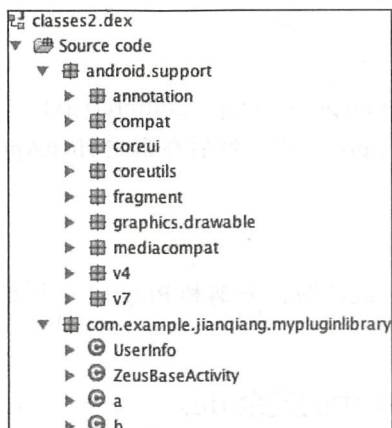 classes2.dex
Source code
android.support
annotation
compat
coreui
coreutils
fragment
graphics.drawable
mediacompat
v4
v7
com.example.jianqiang.mypluginlibrary
UserInfo
ZeusBaseActivity
a
b